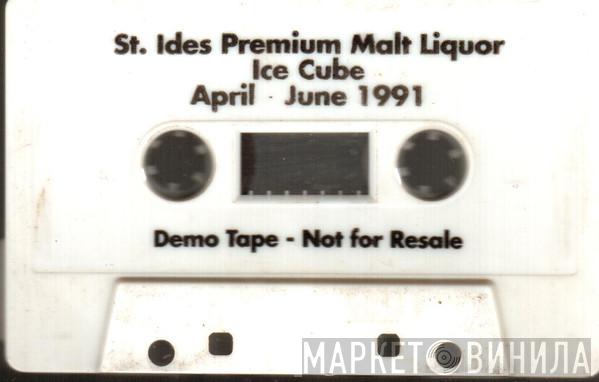 St. Ides Premium Malt Liquor
Ice Cube
April - June 1991
Demo Tape - Not for Resale
МАРКЕТ ВИНИЛА